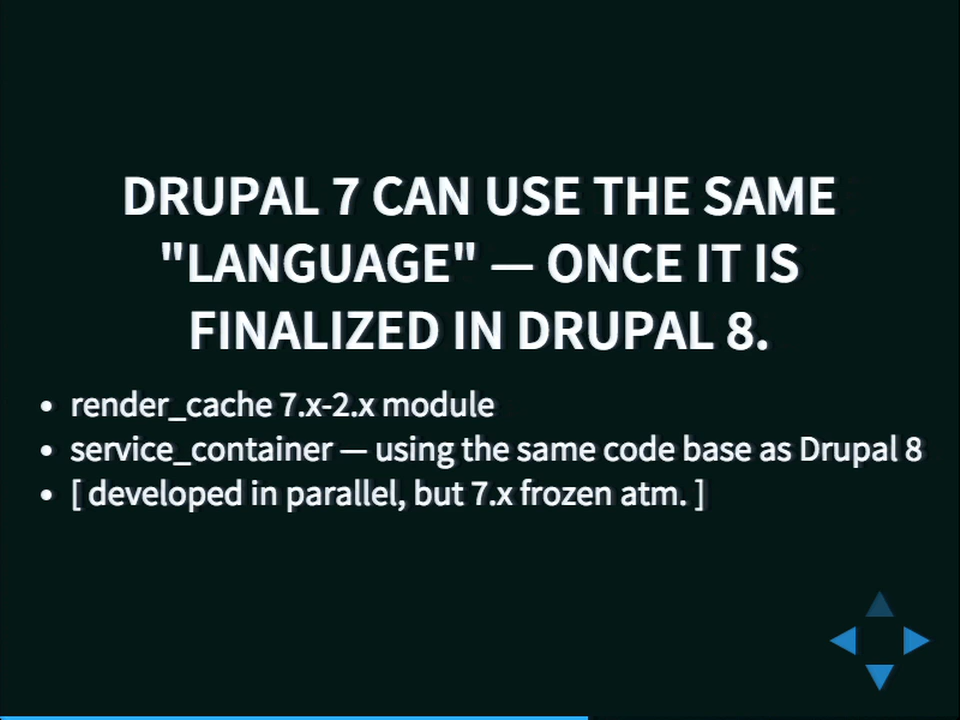 DRUPAL 7 CAN USE THE SAME
"LANGUAGE" — ONCE IT IS
FINALIZED IN DRUPAL 8.
• render_cache 7.x-2.x module
• service_container — using the same code base as Drupal 8
• [ developed in parallel, but 7.x frozen atm. ]